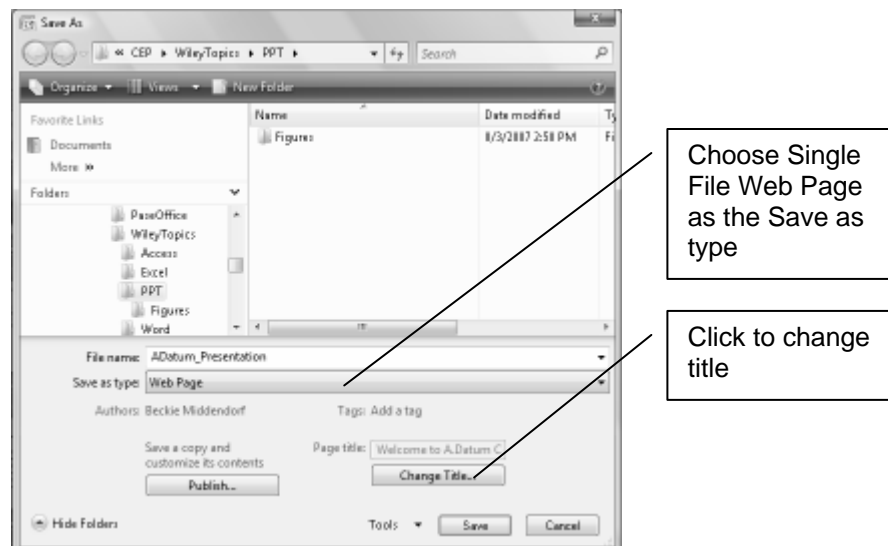 Save As
« CEP ▸ WileyTopics ▸ PPT ▸ Search
Organize Views New Folder
Favorite Links
Documents
More »
Folders
PaseOffice
WileyTopics
Access
Excel
PPT
Figures
Word
Name Date modified Ty
Figures 8/3/2007 2:58 PM Fi
File name: ADatum_Presentation
Save as type: Web Page
Authors: Beckie Middendorf Tags: Add a tag
Save a copy and
customize its contents
Page title: Welcome to A.Datum C
Publish... Change Title...
Hide Folders Tools Save Cancel
Choose Single
File Web Page
as the Save as
type
Click to change
title